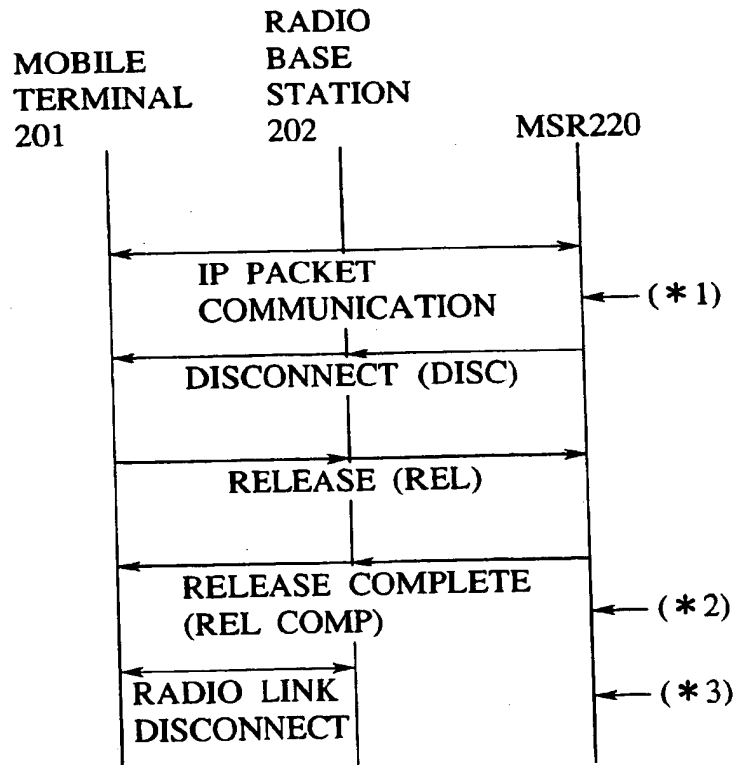 MOBILE
TERMINAL
201
RADIO
BASE
STATION
202
MSR220
IP PACKET
COMMUNICATION
(*1)
DISCONNECT (DISC)
RELEASE (REL)
RELEASE COMPLETE
(REL COMP)
(*2)
RADIO LINK
DISCONNECT
(*3)